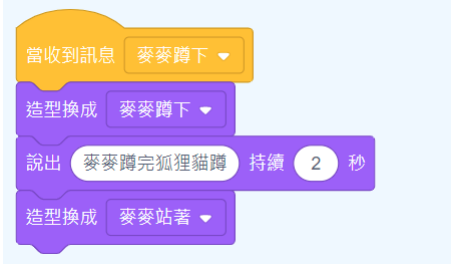 當收到訊息 麥麥蹲下
造型換成 麥麥蹲下
說出 麥麥蹲完狐狸貓蹲 持續 2 秒
造型換成 麥麥站著